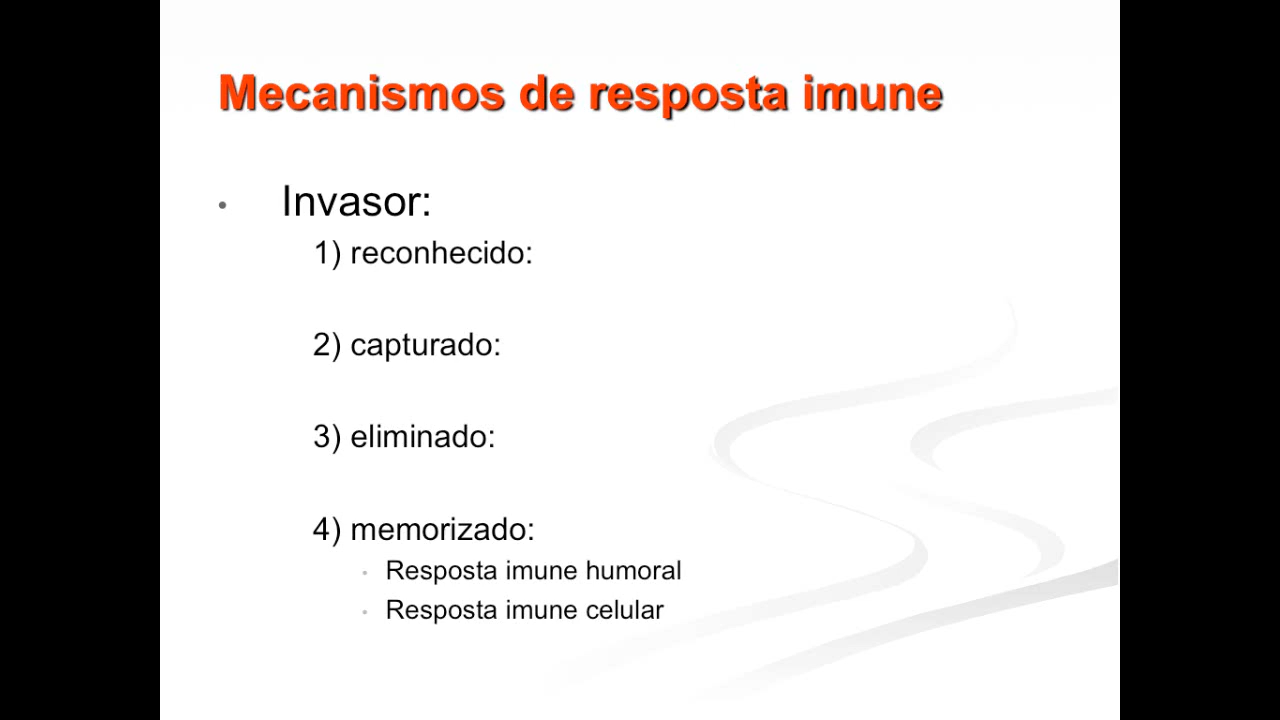 Mecanismos de resposta imune
• Invasor:
1) reconhecido:
2) capturado:
3) eliminado:
4) memorizado:
▪ Resposta imune humoral
▪ Resposta imune celular